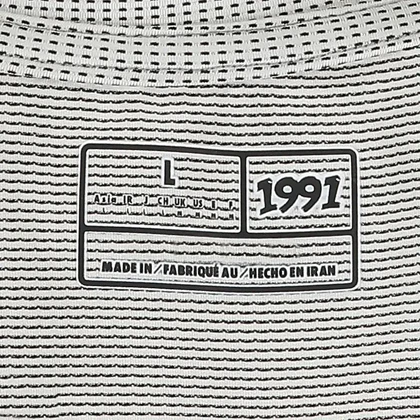 L
1991
MADE IN / FABRIQUÉ AU / HECHO EN IRAN